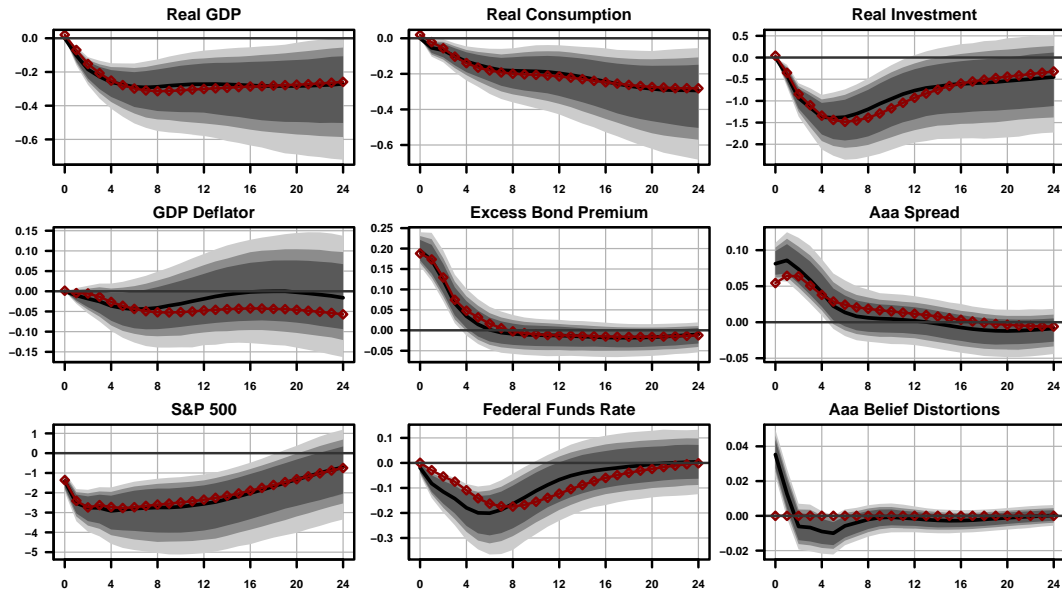 Real GDP Real Consumption Real Investment
0.0 −0.2 −0.4 −0.6
0 4 8 12 16 20 24
0.0 −0.2 −0.4 −0.6
0 4 8 12 16 20 24
0.5 0.0 −0.5 −1.0 −1.5 −2.0
0 4 8 12 16 20 24
GDP Deflator Excess Bond Premium Aaa Spread
0.15 0.10 0.05 0.00 −0.05 −0.10 −0.15
0 4 8 12 16 20 24
0.25 0.20 0.15 0.10 0.05 0.00 −0.05
0 4 8 12 16 20 24
0.10 0.05 0.00 −0.05
0 4 8 12 16 20 24
S&P 500 Federal Funds Rate Aaa Belief Distortions
1 0 −1 −2 −3 −4 −5
0 4 8 12 16 20 24
0.1 0.0 −0.1 −0.2 −0.3
0 4 8 12 16 20 24
0.04 0.02 0.00 −0.02
0 4 8 12 16 20 24